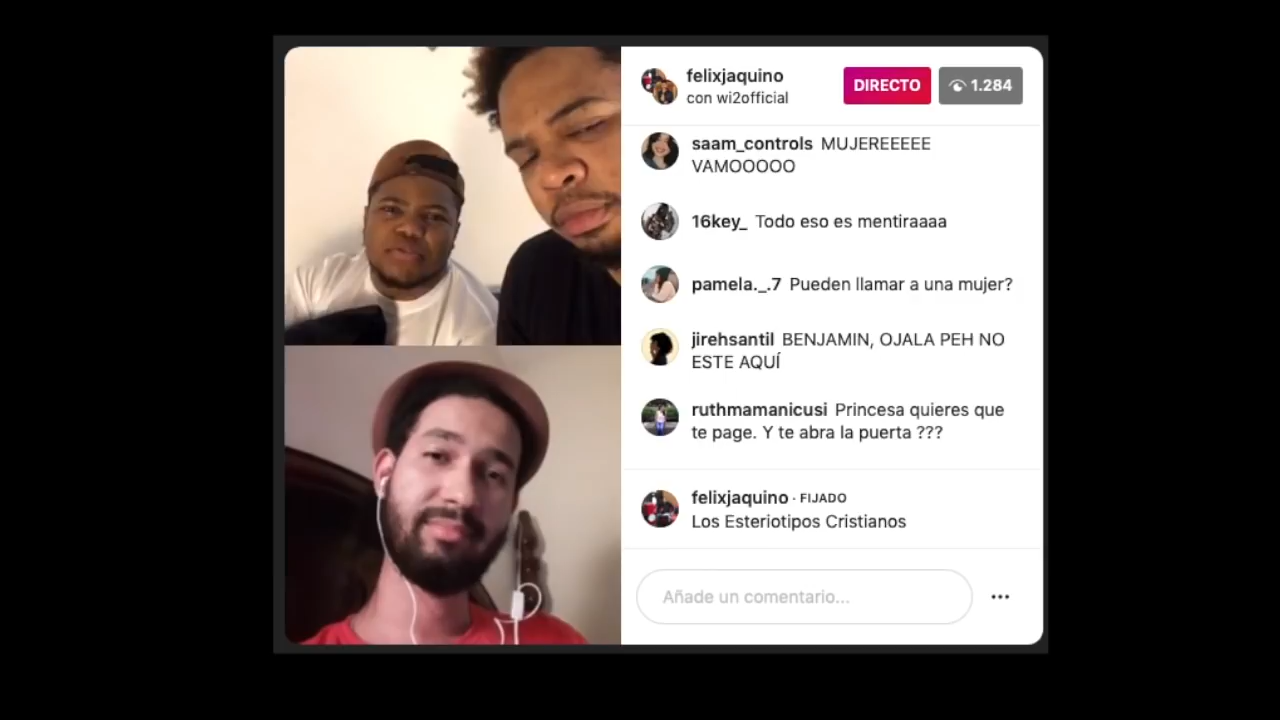 felixjaquino
con wi2official
DIRECTO
1.284
saam_controls MUJEREEEEE
VAMOOOOO
16key_ Todo eso es mentiraaaa
pamela._.7 Pueden llamar a una mujer?
jirehsantil BENJAMIN, OJALA PEH NO
ESTE AQUÍ
ruthmamanicusi Princesa quieres que
te page. Y te abra la puerta ???
felixjaquino · FIJADO
Los Esteriotipos Cristianos
Añade un comentario...